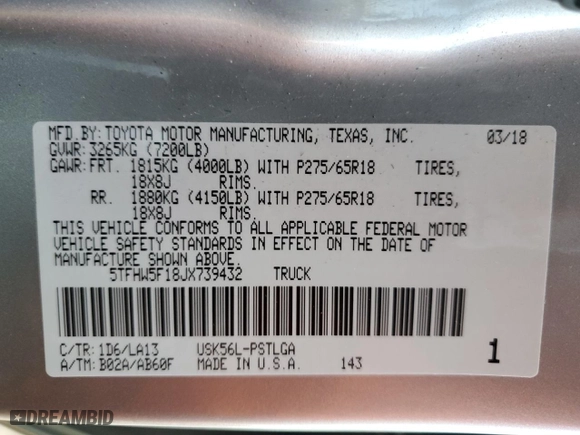 MFD.BY:TOYOTA MOTOR MANUFACTURING, TEXAS, INC. 03/18
GVWR:3265KG (7200LB)
GAWR:FRT. 1815KG (4000LB) WITH P275/65R18 TIRES,
18X8J RIMS.
RR. 1880KG (4150LB) WITH P275/65R18 TIRES,
18X8J RIMS.
THIS VEHICLE CONFORMS TO ALL APPLICABLE FEDERAL MOTOR
VEHICLE SAFETY STANDARDS IN EFFECT ON THE DATE OF
MANUFACTURE SHOWN ABOVE.
5TFHW5F18JX739432 TRUCK
C/TR:1D6/LA13 USK56L-PSTLGA
A/TM:B02A/AB60F MADE IN U.S.A. 143 1
DREAMBID